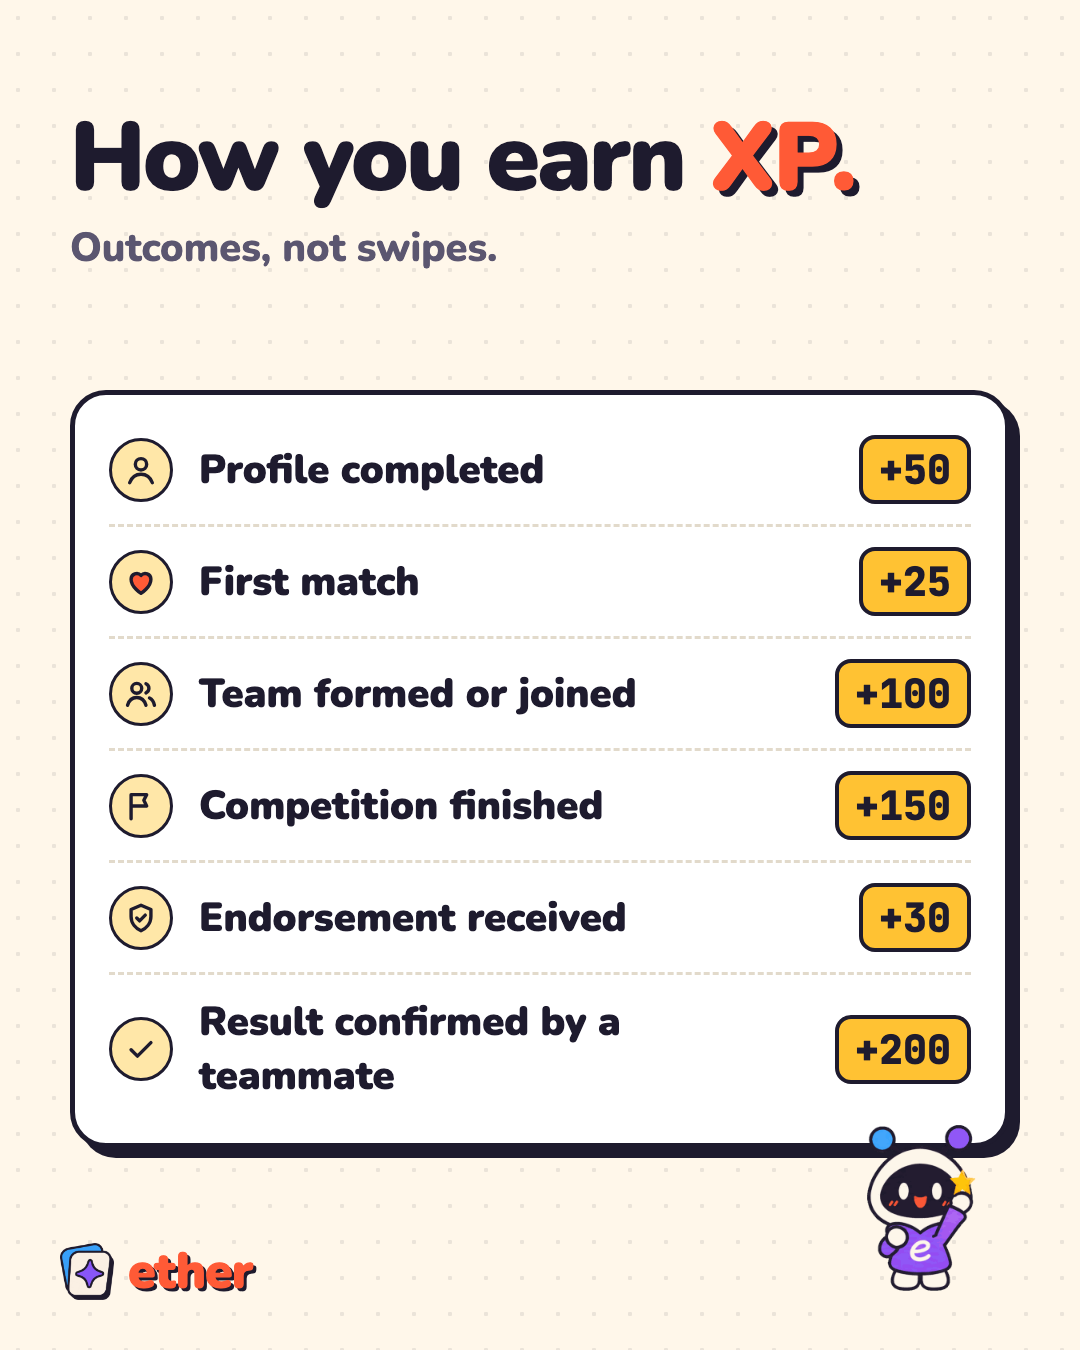 How you earn XP.
Outcomes, not swipes.
Profile completed +50
First match +25
Team formed or joined +100
Competition finished +150
Endorsement received +30
Result confirmed by a
teammate +200
e
ether